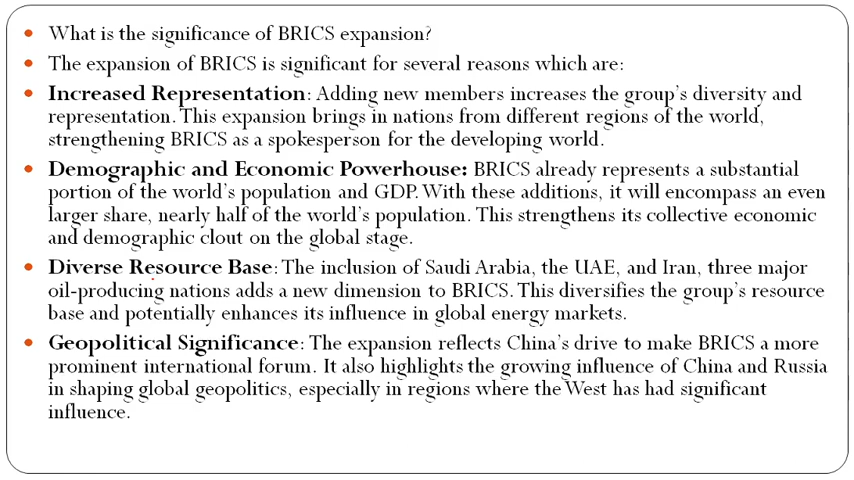 What is the significance of BRICS expansion?
The expansion of BRICS is significant for several reasons which are:
Increased Representation: Adding new members increases the group's diversity and
representation. This expansion brings in nations from different regions of the world,
strengthening BRICS as a spokesperson for the developing world.
Demographic and Economic Powerhouse: BRICS already represents a substantial
portion of the world's population and GDP. With these additions, it will encompass an even
larger share, nearly half of the world's population. This strengthens its collective economic
and demographic clout on the global stage.
Diverse Resource Base: The inclusion of Saudi Arabia, the UAE, and Iran, three major
oil-producing nations adds a new dimension to BRICS. This diversifies the group's resource
base and potentially enhances its influence in global energy markets.
Geopolitical Significance: The expansion reflects China's drive to make BRICS a more
prominent international forum. It also highlights the growing influence of China and Russia
in shaping global geopolitics, especially in regions where the West has had significant
influence.